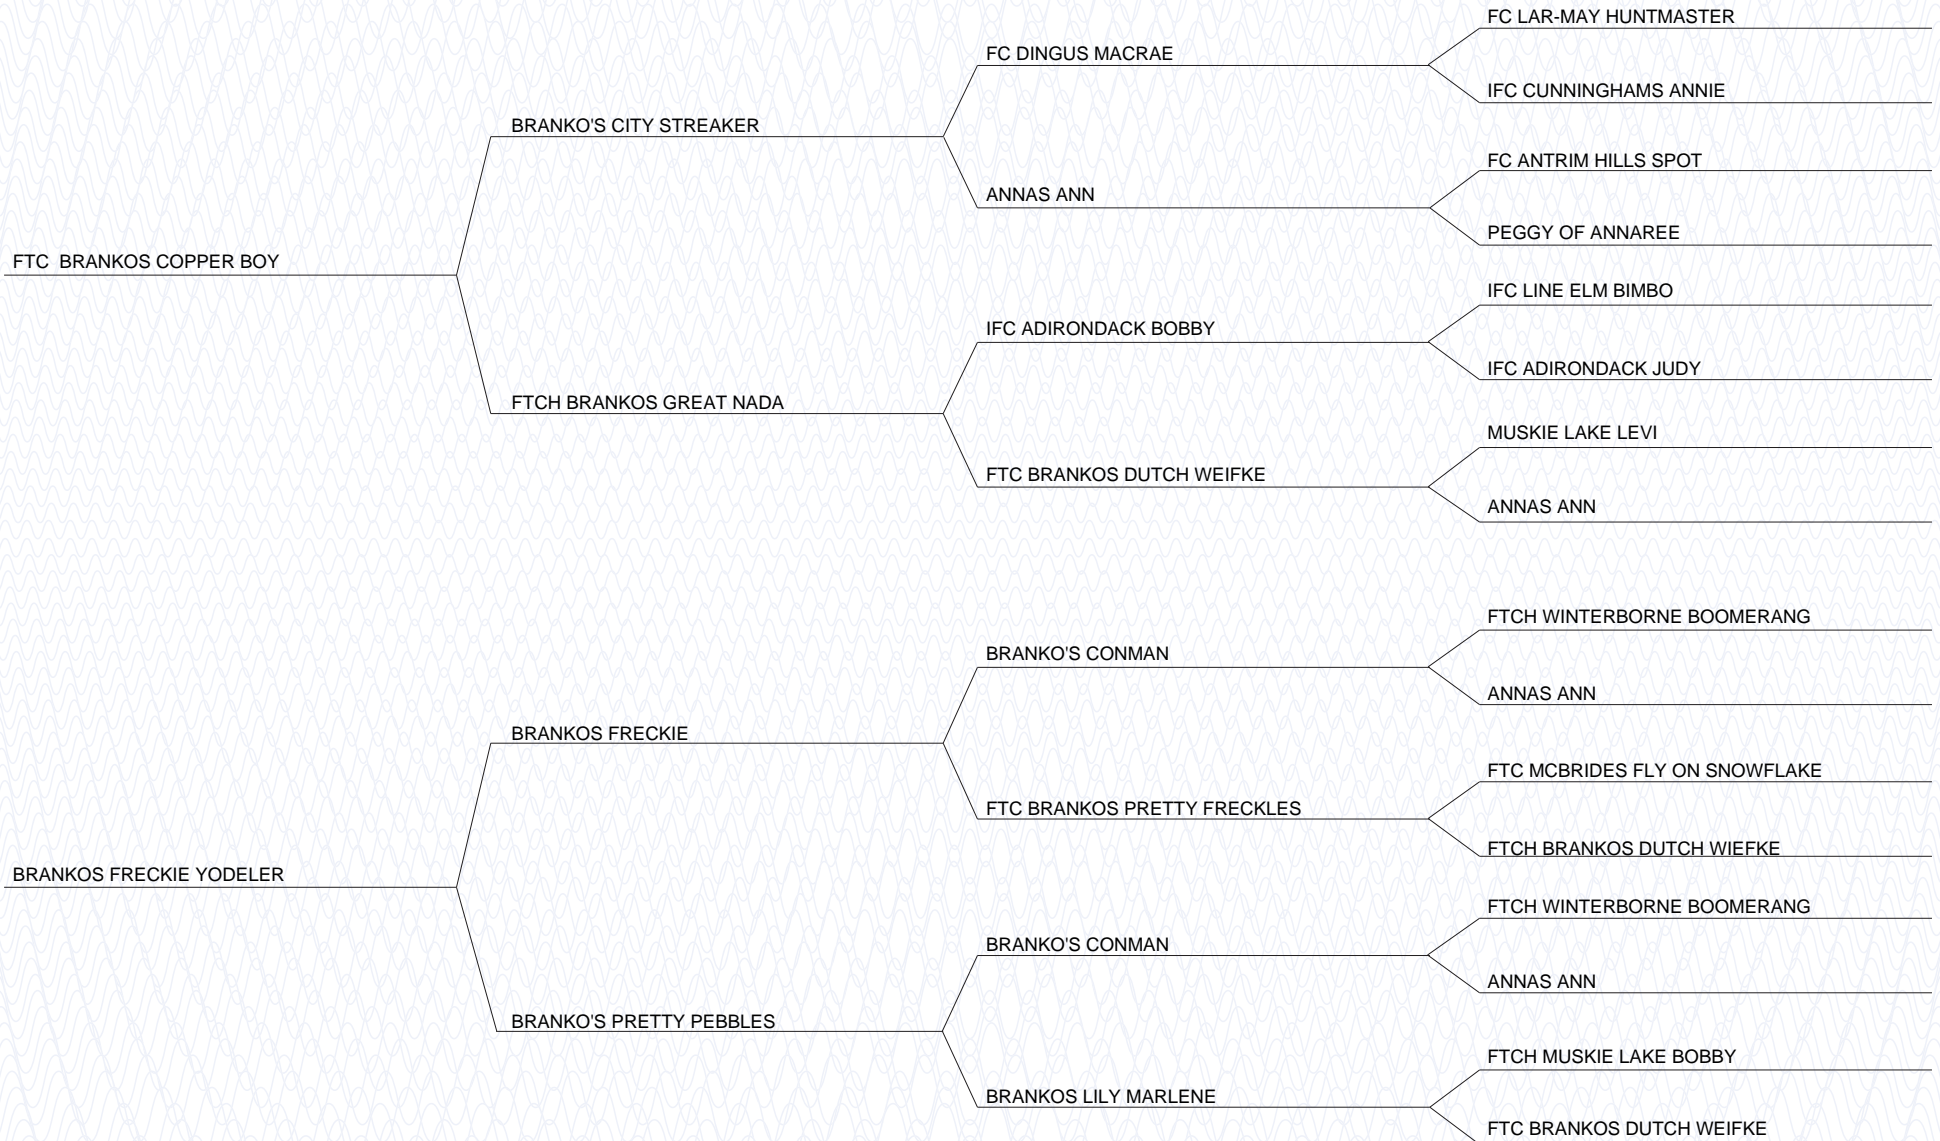 FC LAR-MAY HUNTMASTER
FC DINGUS MACRAE
IFC CUNNINGHAMS ANNIE
BRANKO'S CITY STREAKER
FC ANTRIM HILLS SPOT
ANNAS ANN
PEGGY OF ANNAREE
FTC  BRANKOS COPPER BOY
IFC LINE ELM BIMBO
IFC ADIRONDACK BOBBY
IFC ADIRONDACK JUDY
FTCH BRANKOS GREAT NADA
MUSKIE LAKE LEVI
FTC BRANKOS DUTCH WEIFKE
ANNAS ANN
FTCH WINTERBORNE BOOMERANG
BRANKO'S CONMAN
ANNAS ANN
BRANKOS FRECKIE
FTC MCBRIDES FLY ON SNOWFLAKE
FTC BRANKOS PRETTY FRECKLES
FTCH BRANKOS DUTCH WIEFKE
BRANKOS FRECKIE YODELER
FTCH WINTERBORNE BOOMERANG
BRANKO'S CONMAN
ANNAS ANN
BRANKO'S PRETTY PEBBLES
FTCH MUSKIE LAKE BOBBY
BRANKOS LILY MARLENE
FTC BRANKOS DUTCH WEIFKE